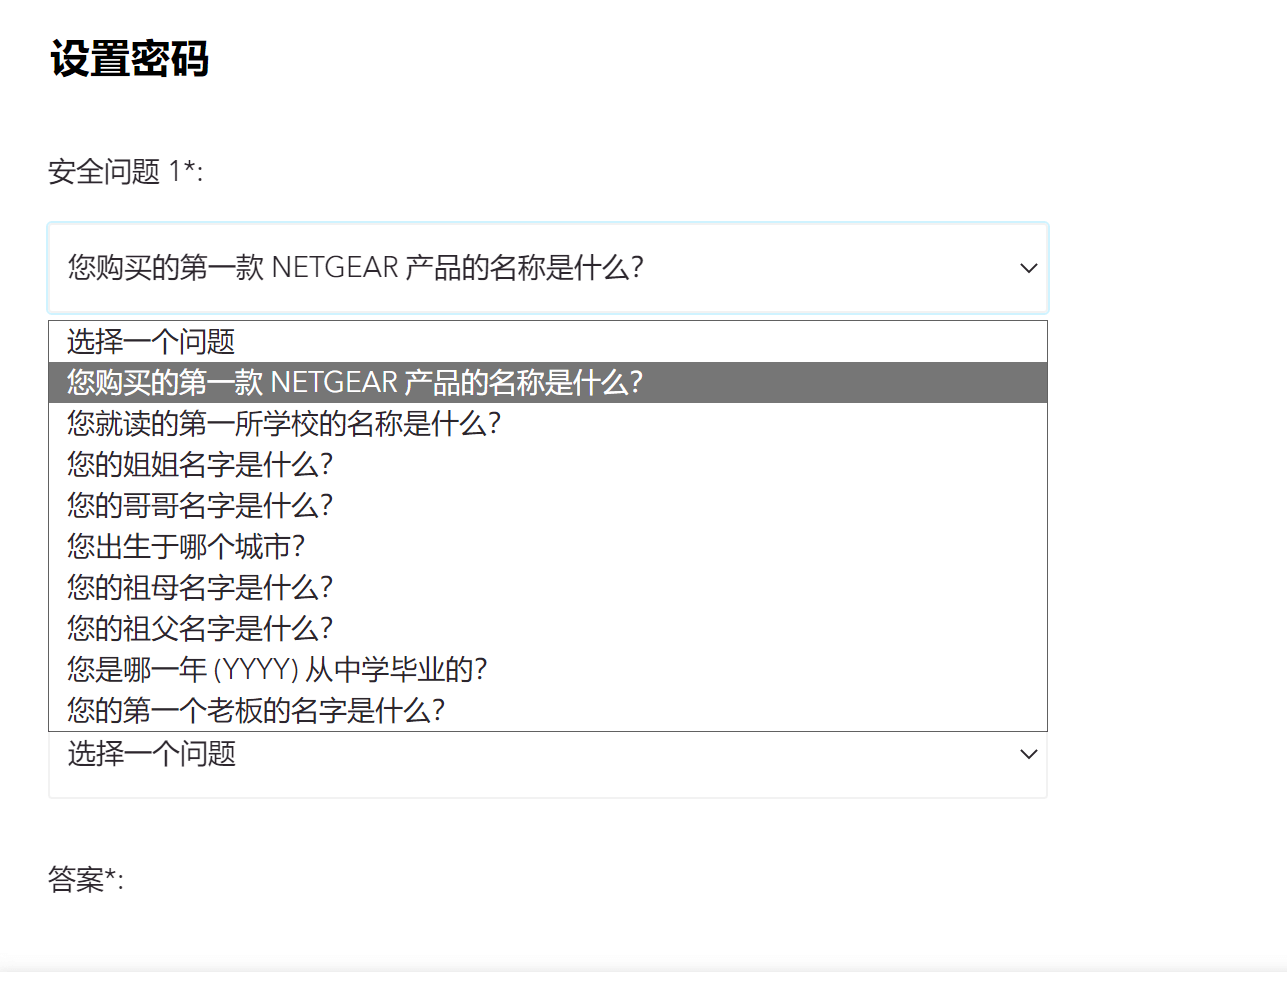 设置密码
安全问题 1*:
您购买的第一款 NETGEAR 产品的名称是什么?
选择一个问题
您购买的第一款 NETGEAR 产品的名称是什么?
您就读的第一所学校的名称是什么?
您的姐姐名字是什么?
您的哥哥名字是什么?
您出生于哪个城市?
您的祖母名字是什么?
您的祖父名字是什么?
您是哪一年 (YYYY) 从中学毕业的?
您的第一个老板的名字是什么?
选择一个问题
答案*: